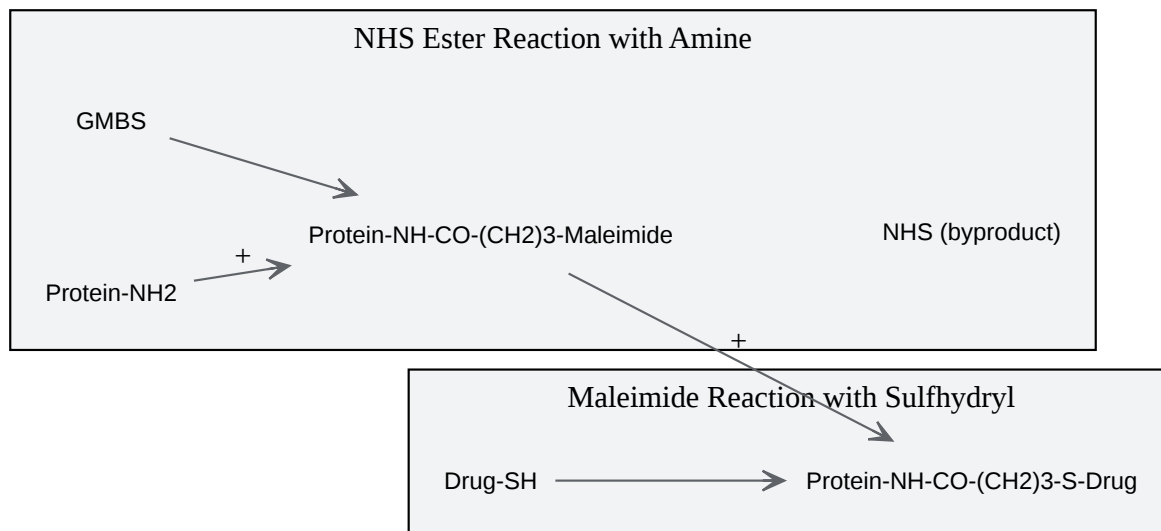 NHS Ester Reaction with Amine
GMBS
Protein-NH-CO-(CH2)3-Maleimide
NHS (byproduct)
+
Protein-NH2
+
Maleimide Reaction with Sulfhydryl
Drug-SH
Protein-NH-CO-(CH2)3-S-Drug